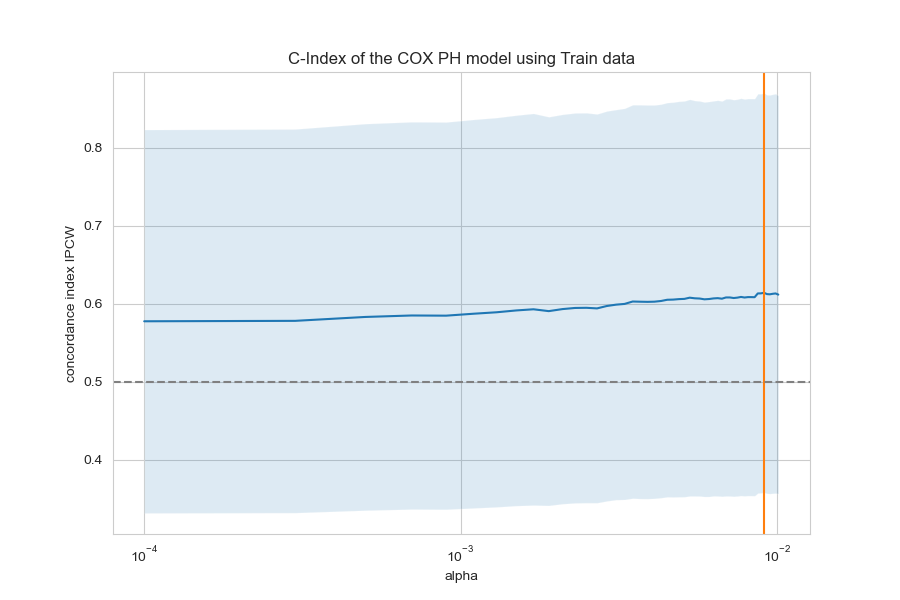 C-Index of the COX PH model using Train data
concordance index IPCW
0.8
0.7
0.6
0.5
0.4
10⁻⁴
10⁻³
10⁻²
alpha